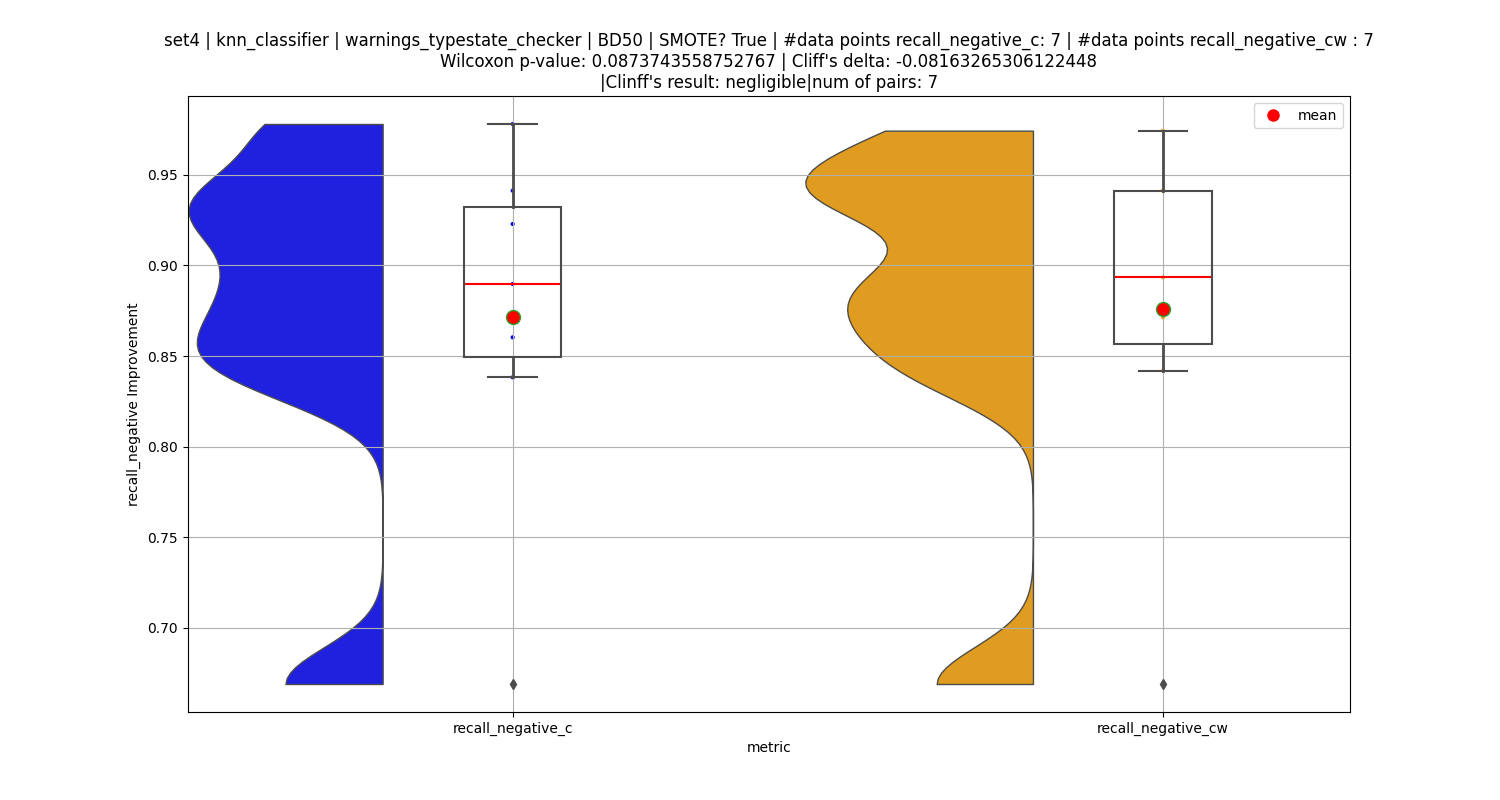 set4 | knn_classifier | warnings_typestate_checker | BD50 | SMOTE? True | #data points recall_negative_c: 7 | #data points recall_negative_cw : 7
Wilcoxon p-value: 0.0873743558752767 | Cliff's delta: -0.08163265306122448
|Clinff's result: negligible|num of pairs: 7
mean
0.95
0.90
0.85
0.80
0.75
0.70
recall_negative Improvement
recall_negative_c
recall_negative_cw
metric